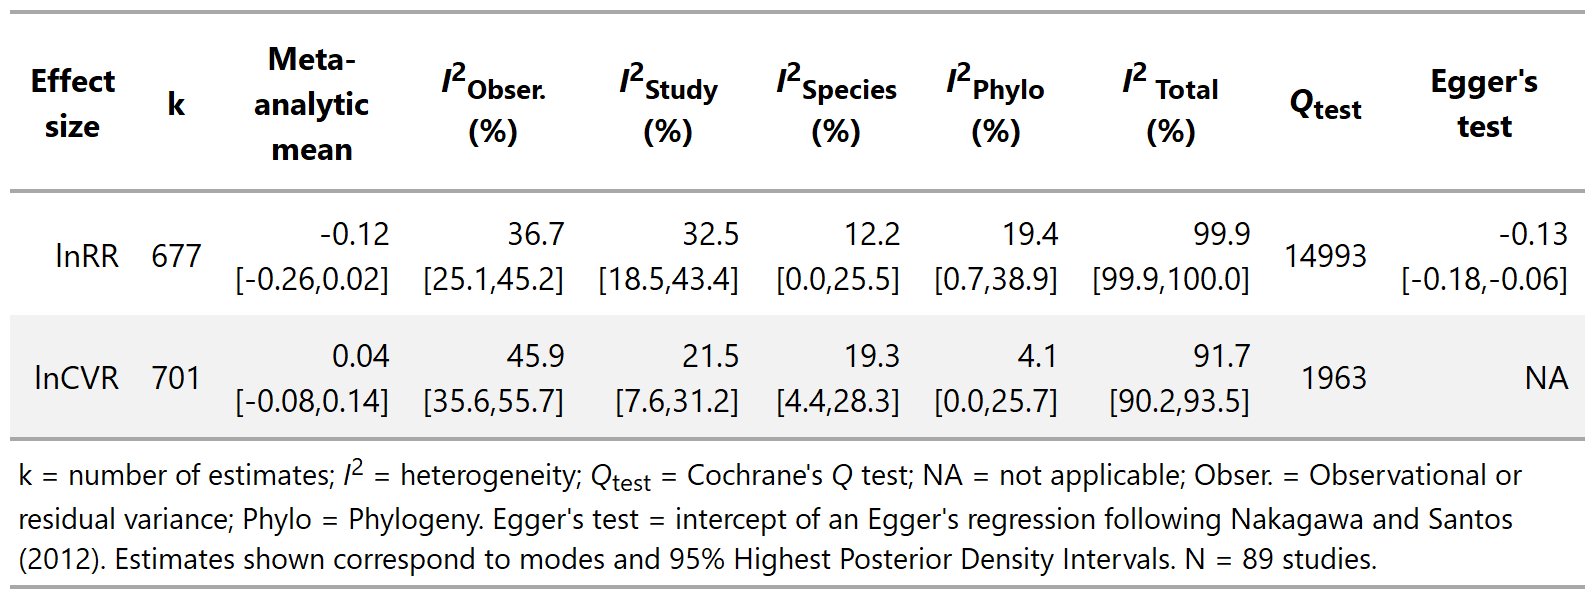 Effect size | k | Meta-analytic mean | I²Obser. (%) | I²Study (%) | I²Species (%) | I²Phylo (%) | I² Total (%) | Qtest | Egger's test
lnRR | 677 | -0.12 [-0.26,0.02] | 36.7 [25.1,45.2] | 32.5 [18.5,43.4] | 12.2 [0.0,25.5] | 19.4 [0.7,38.9] | 99.9 [99.9,100.0] | 14993 | -0.13 [-0.18,-0.06]
lnCVR | 701 | 0.04 [-0.08,0.14] | 45.9 [35.6,55.7] | 21.5 [7.6,31.2] | 19.3 [4.4,28.3] | 4.1 [0.0,25.7] | 91.7 [90.2,93.5] | 1963 | NA
k = number of estimates; I² = heterogeneity; Qtest = Cochrane's Q test; NA = not applicable; Obser. = Observational or
residual variance; Phylo = Phylogeny. Egger's test = intercept of an Egger's regression following Nakagawa and Santos
(2012). Estimates shown correspond to modes and 95% Highest Posterior Density Intervals. N = 89 studies.